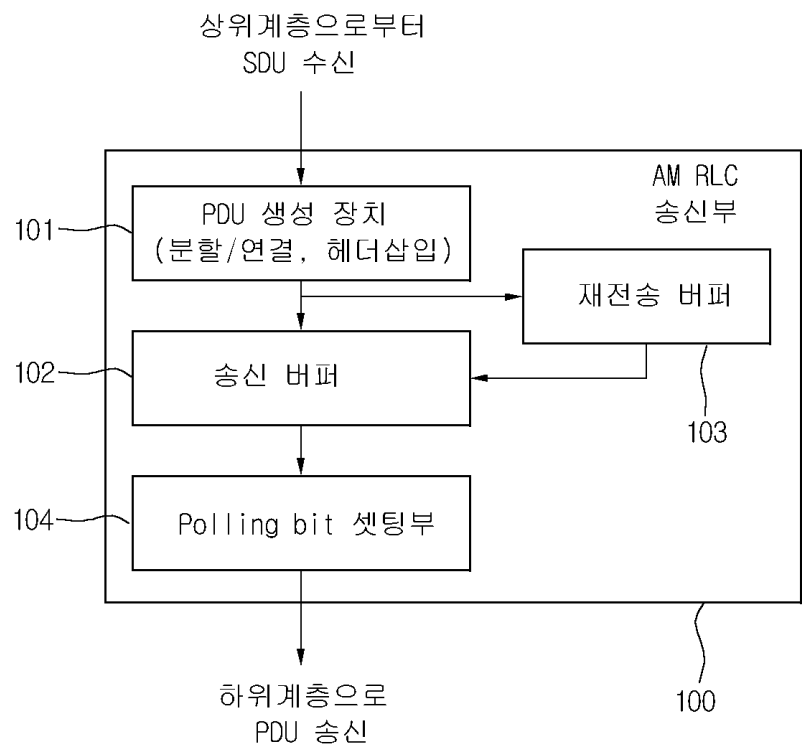 상위계층으로부터
SDU 수신
AM RLC
송신부
PDU 생성 장치
(분할/연결, 헤더삽입)
101
재전송 버퍼
송신 버퍼
102
103
Polling bit 셋팅부
104
100
하위계층으로
PDU 송신